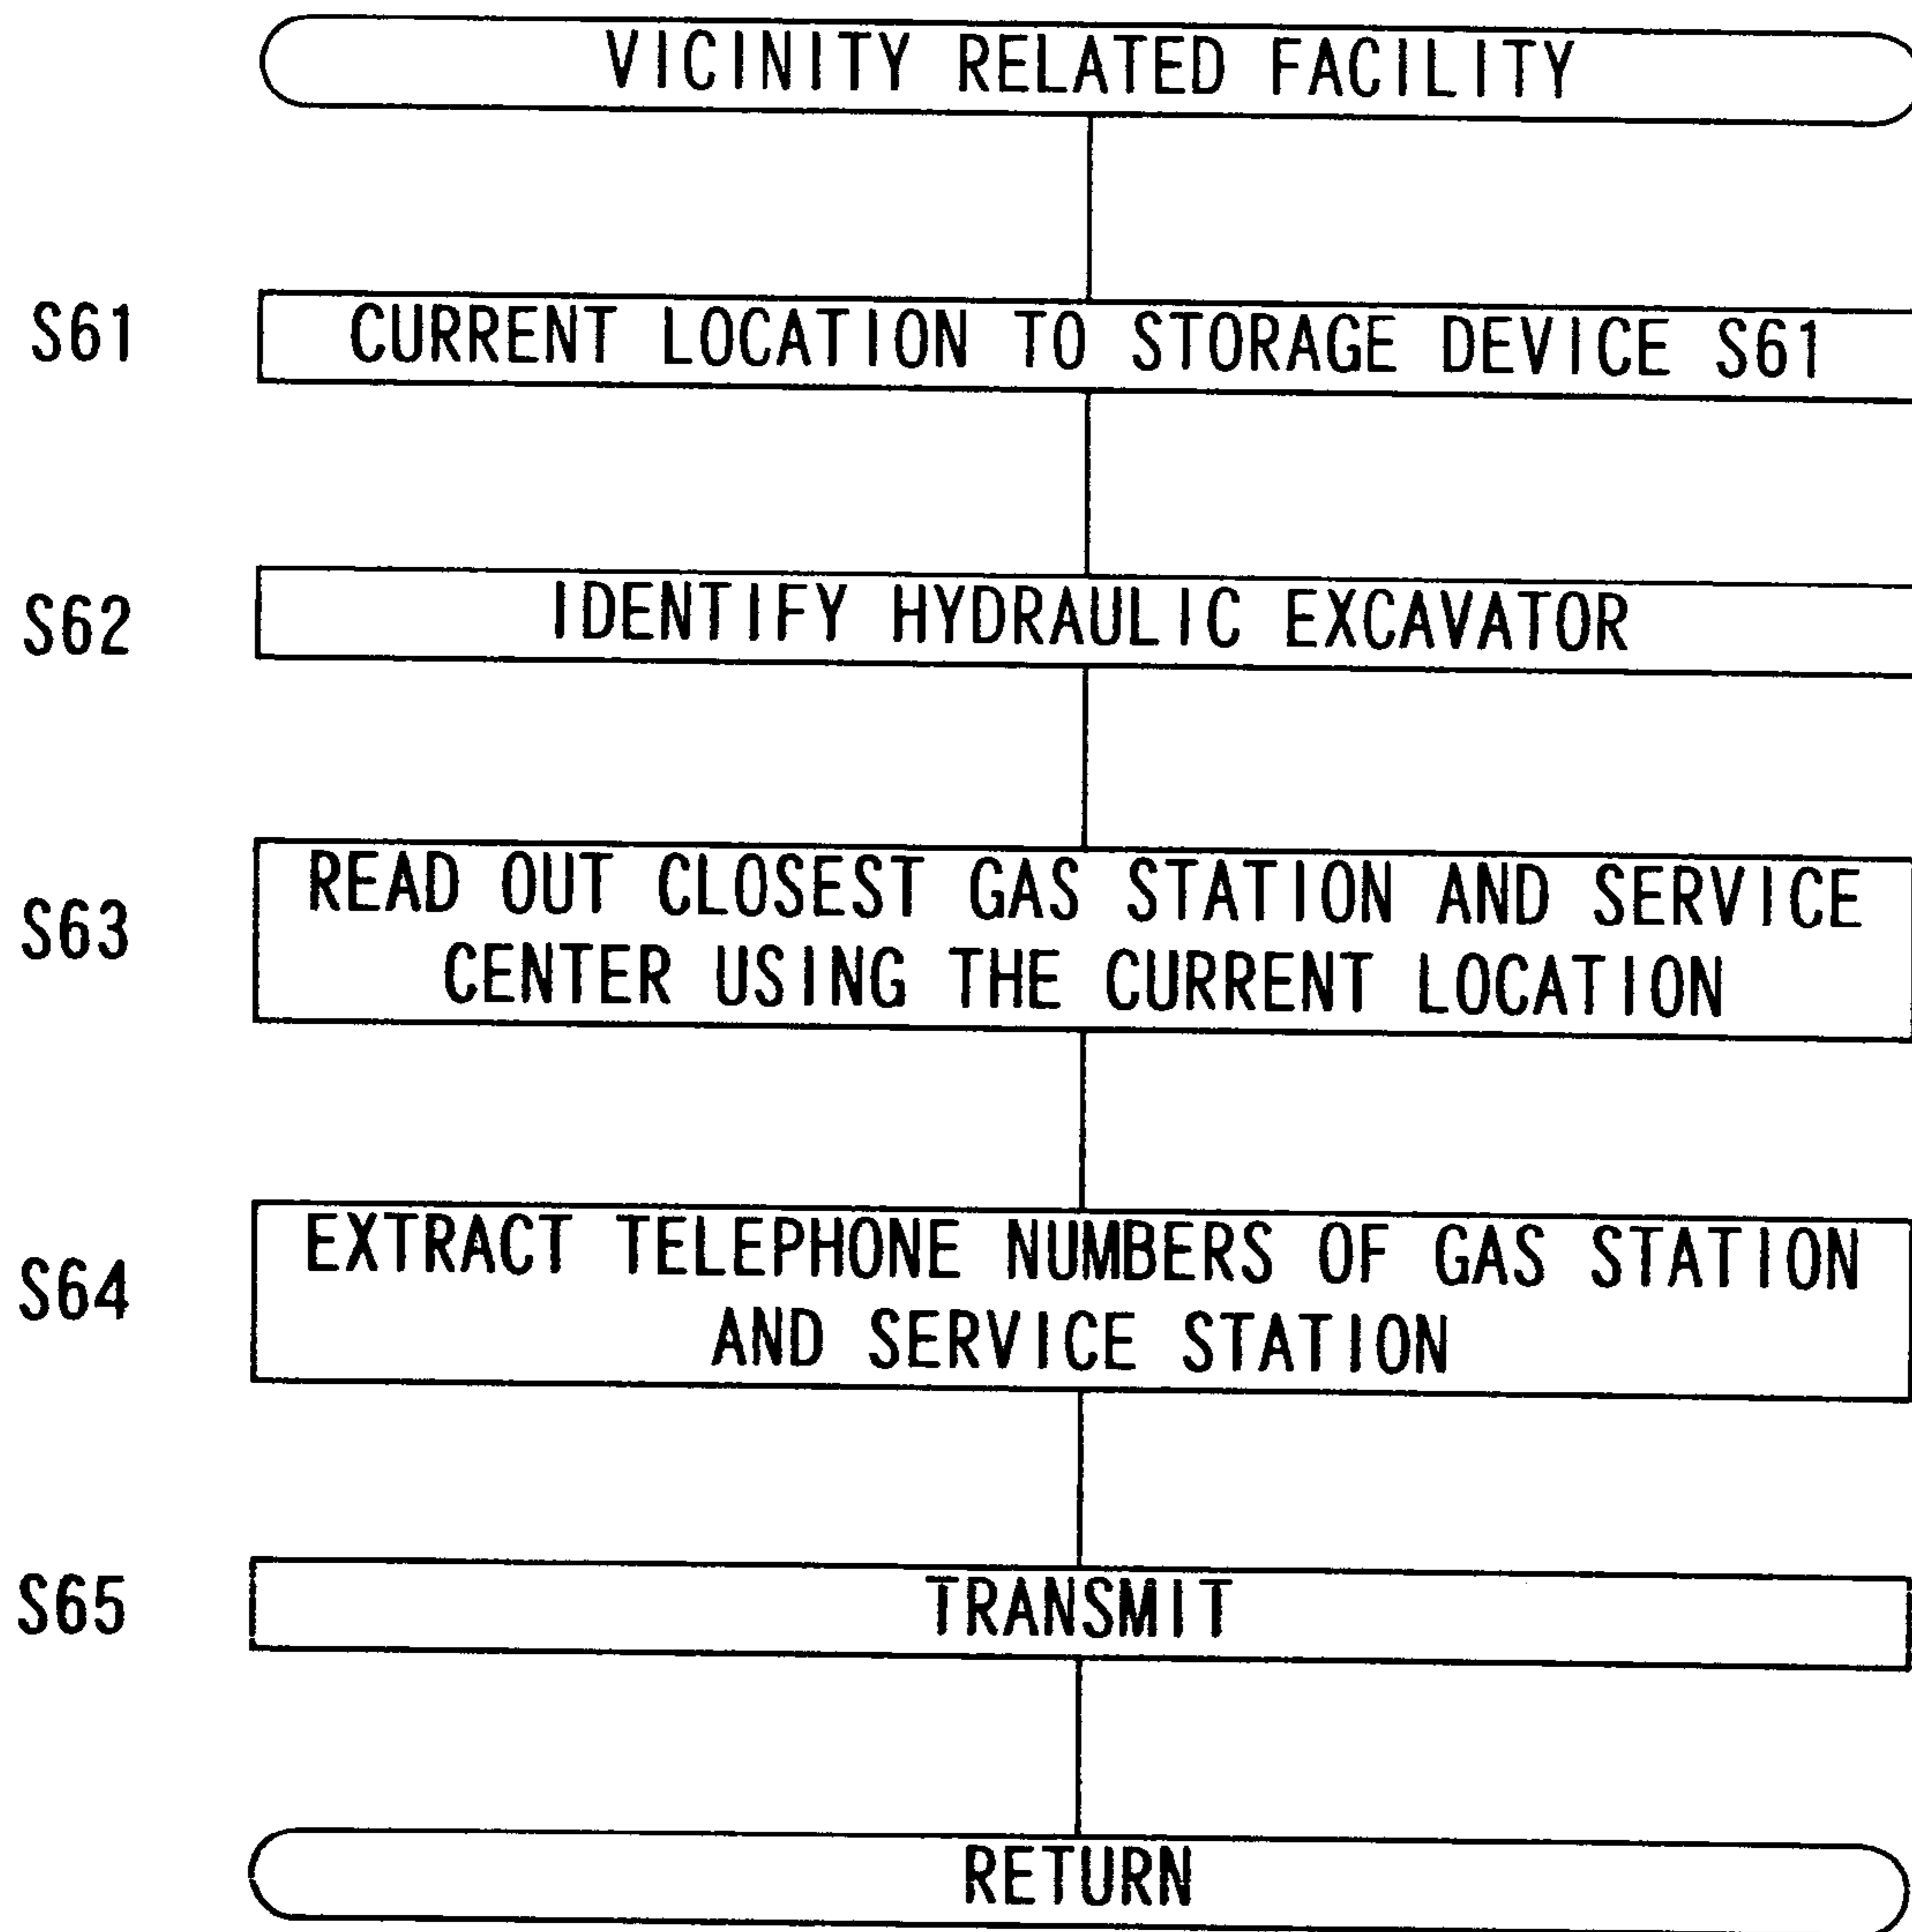 VICINITY RELATED FACILITY
S61
CURRENT LOCATION TO STORAGE DEVICE S61
S62
IDENTIFY HYDRAULIC EXCAVATOR
S63
READ OUT CLOSEST GAS STATION AND SERVICE
CENTER USING THE CURRENT LOCATION
S64
EXTRACT TELEPHONE NUMBERS OF GAS STATION
AND SERVICE STATION
S65
TRANSMIT
RETURN